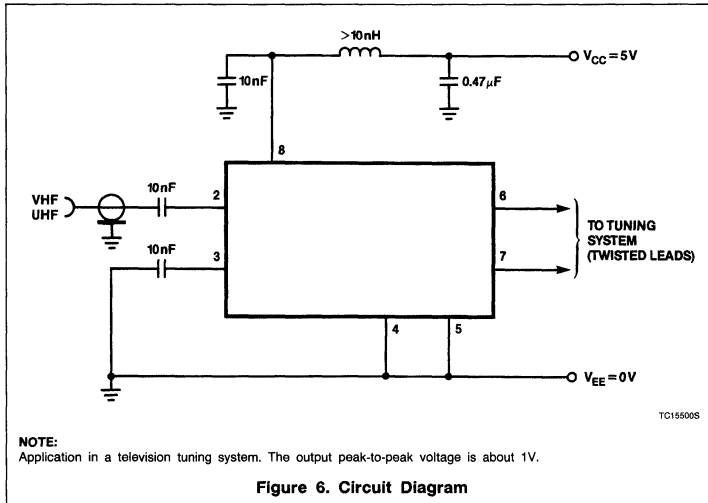 >10nH
V_CC = 5V
10nF
0.47µF
8
10nF
2
VHF
UHF
6
TO TUNING
SYSTEM
(TWISTED LEADS)
10nF
3
7
4
5
V_EE = 0V
TC15500S
NOTE:
Application in a television tuning system. The output peak-to-peak voltage is about 1V.
Figure 6. Circuit Diagram